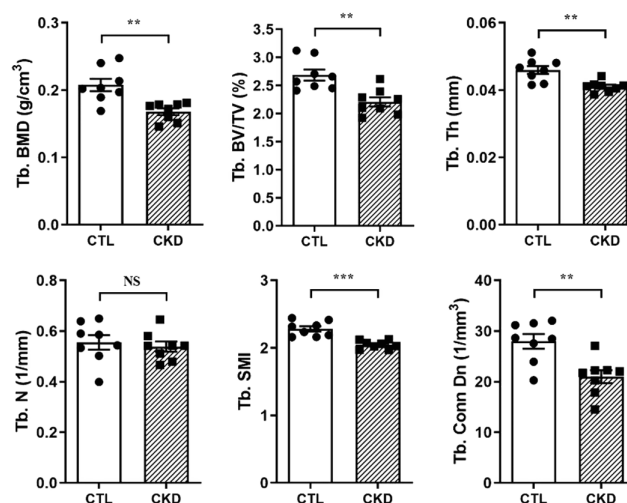 **
Tb. BMD (g/cm³)
0.3
0.2
0.1
0.0
CTL
CKD
**
Tb. BV/TV (%)
3.5
3.0
2.5
2.0
1.5
1.0
0.5
0.0
CTL
CKD
**
Tb. Th (mm)
0.06
0.04
0.02
0.00
CTL
CKD
NS
Tb. N (1/mm)
0.8
0.6
0.4
0.2
0.0
CTL
CKD
***
Tb. SMI
3
2
1
0
CTL
CKD
**
Tb. Conn Dn (1/mm³)
40
30
20
10
0
CTL
CKD